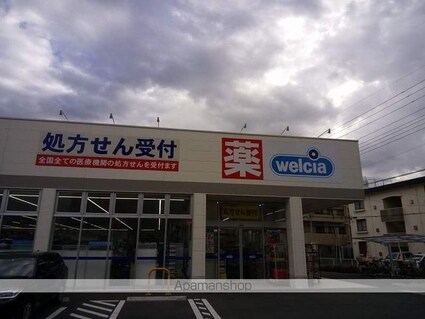 処方せん受付
全国全ての医療機関の処方せんを受付ます
薬
welcia
Apamanshop